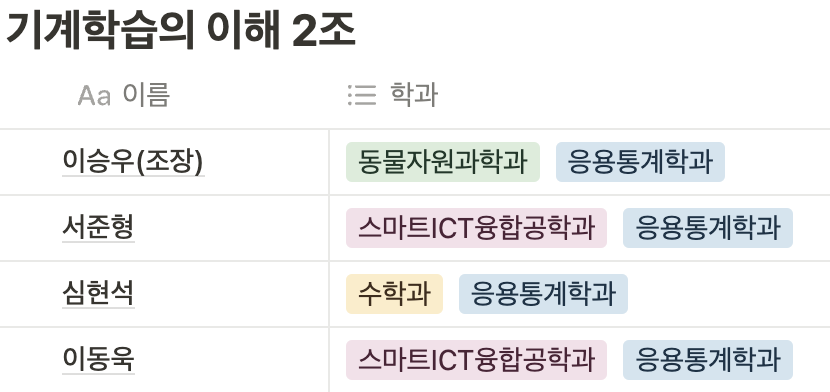 기계학습의 이해 2조
Aa 이름 학과
이승우(조장) 동물자원과학과 응용통계학과
서준형 스마트ICT융합공학과 응용통계학과
심현석 수학과 응용통계학과
이동욱 스마트ICT융합공학과 응용통계학과